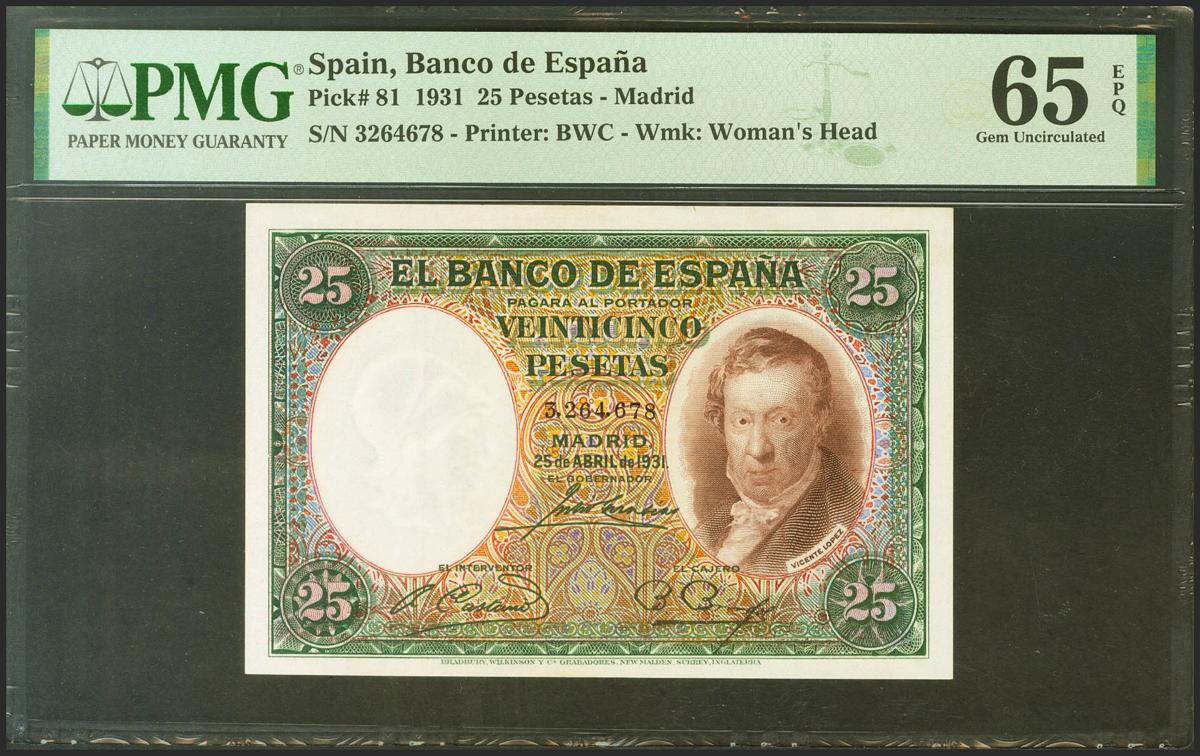 PMG®
PAPER MONEY GUARANTY
Spain, Banco de España
Pick# 81 1931 25 Pesetas - Madrid
S/N 3264678 - Printer: BWC - Wmk: Woman's Head
65 EPQ
Gem Uncirculated
25 EL BANCO DE ESPAÑA 25
PAGARA AL PORTADOR
VEINTICINCO
PESETAS
3.264.678
MADRID
25 de ABRIL de 1931.
EL GOBERNADOR
VICENTE LOPEZ
EL INTERVENTOR EL CAJERO
25 25
BRADBURY, WILKINSON Y Cª GRABADORES, NEW MALDEN, SURREY, INGLATERRA